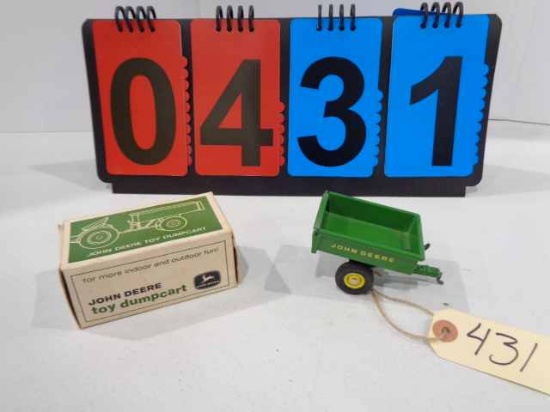 0431
JOHN DEERE TOY DUMPCART
for more indoor and outdoor fun!
JOHN DEERE
toy dumpcart
JOHN DEERE
431